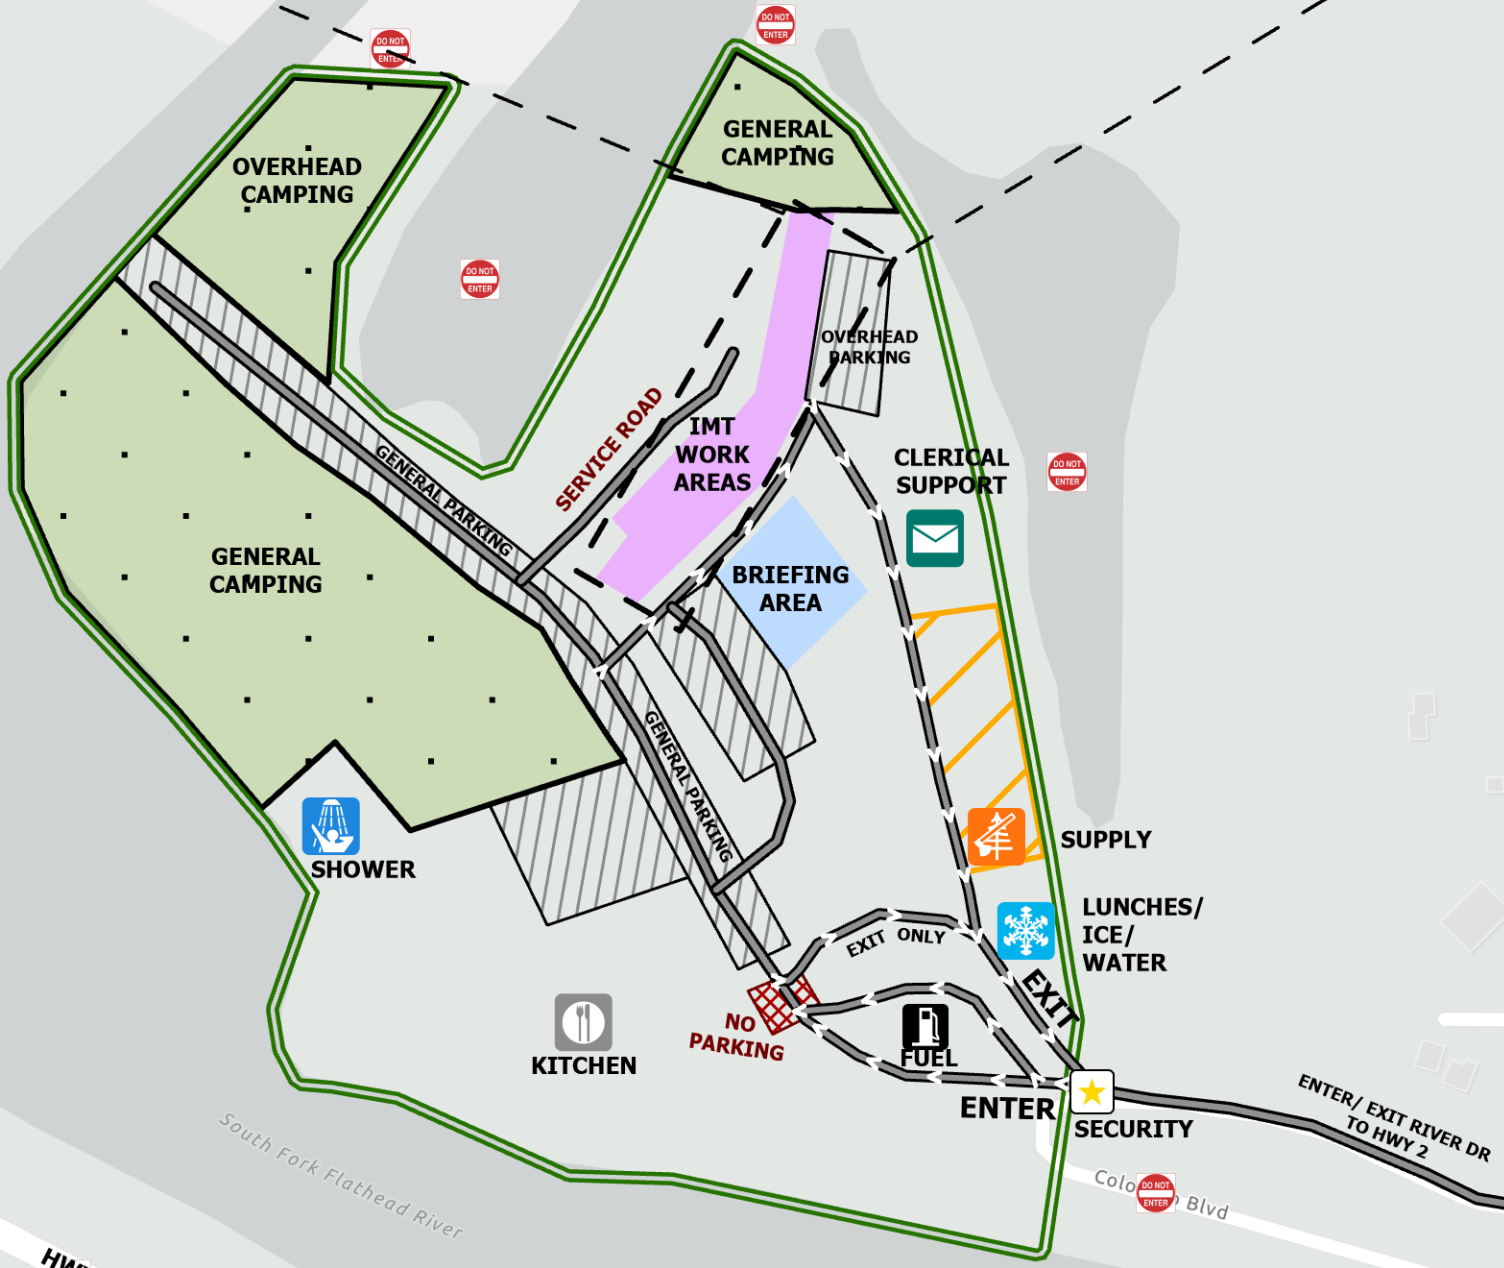 DO NOT
ENTER
DO NOT
ENTER
GENERAL
CAMPING
OVERHEAD
CAMPING
DO NOT
ENTER
OVERHEAD
PARKING
SERVICE ROAD
IMT
WORK
AREAS
GENERAL PARKING
CLERICAL
SUPPORT
DO NOT
ENTER
GENERAL
CAMPING
BRIEFING
AREA
GENERAL PARKING
SHOWER
SUPPLY
LUNCHES/
ICE/
WATER
EXIT ONLY
EXIT
NO
PARKING
KITCHEN
FUEL
ENTER
SECURITY
ENTER/ EXIT RIVER DR
TO HWY 2
South Fork Flathead River
DO NOT
ENTER
Blvd